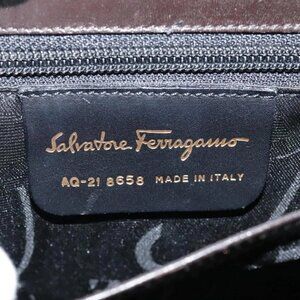 Salvatore Ferragamo
AQ-21 8658 MADE IN ITALY